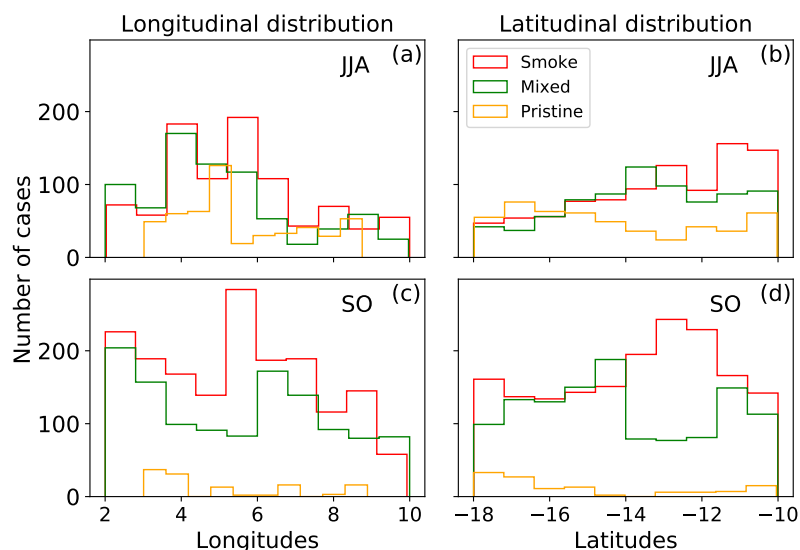 Longitudinal distribution
Latitudinal distribution
(a)
JJA
200
100
0
(b)
JJA
Smoke
Mixed
Pristine
Number of cases
(c)
SO
200
100
0
2 4 6 8 10
Longitudes
(d)
SO
−18 −16 −14 −12 −10
Latitudes